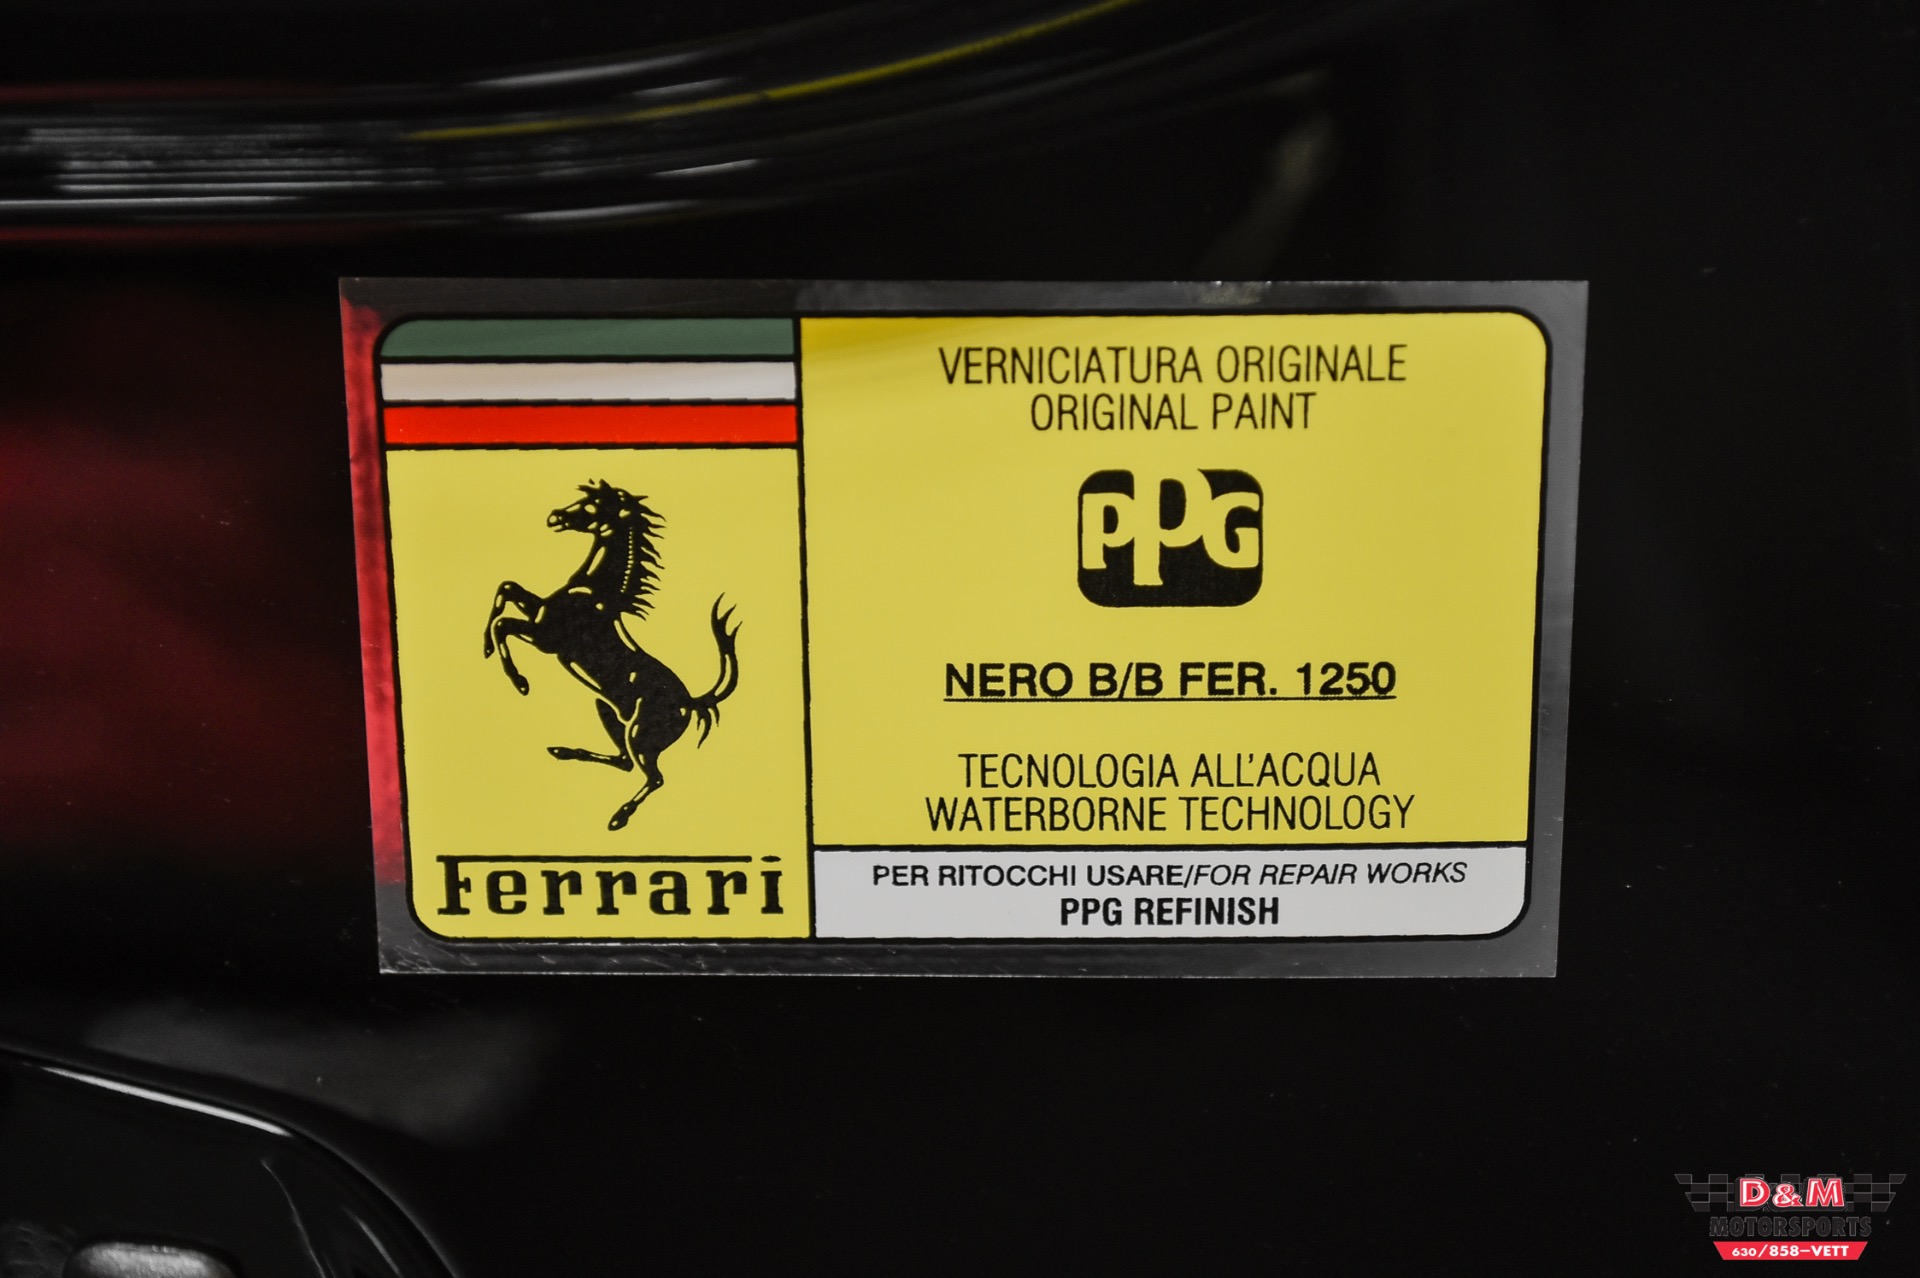 VERNICIATURA ORIGINALE
ORIGINAL PAINT
PPG
NERO B/B FER. 1250
TECNOLOGIA ALL'ACQUA
WATERBORNE TECHNOLOGY
PER RITOCCHI USARE/FOR REPAIR WORKS
PPG REFINISH
Ferrari
D&M
MOTORSPORTS
630/858-VETT